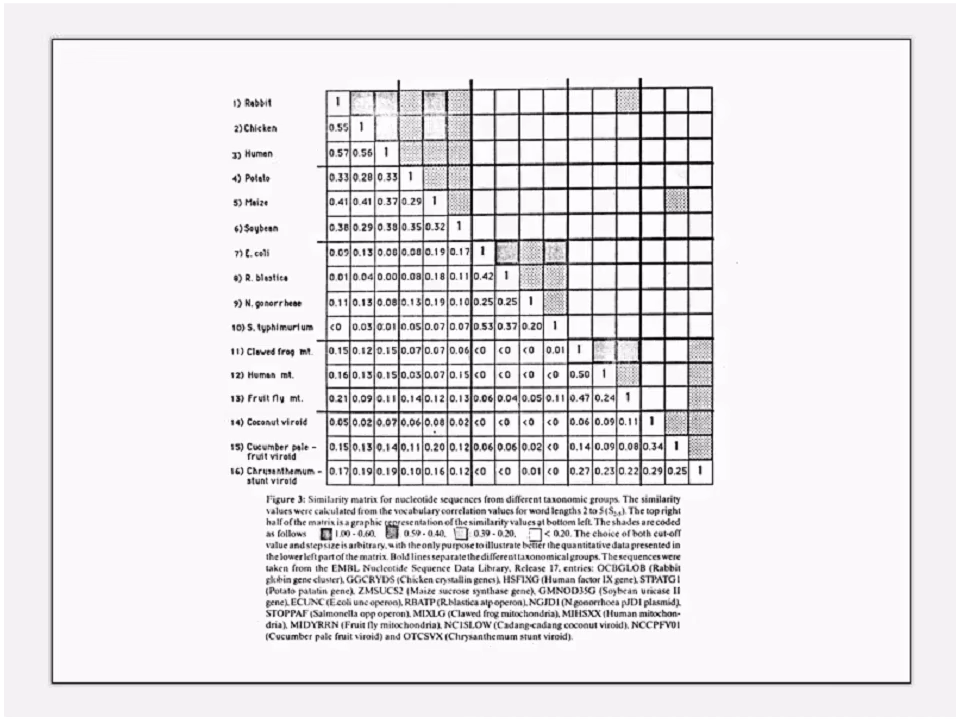 1) Rabbit 1
2) Chicken 0.55 1
3) Human 0.57 0.56 1
4) Potato 0.33 0.28 0.33 1
5) Maize 0.41 0.41 0.37 0.29 1
6) Soybean 0.38 0.29 0.38 0.35 0.32 1
7) E. coli 0.09 0.13 0.08 0.08 0.19 0.17 1
8) R. blastica 0.01 0.04 0.00 0.08 0.18 0.11 0.42 1
9) N. gonorrheae 0.11 0.13 0.08 0.13 0.19 0.10 0.25 0.25 1
10) S. typhimurium <0 0.03 0.01 0.05 0.07 0.07 0.53 0.37 0.20 1
11) Clawed frog mt. 0.15 0.12 0.15 0.07 0.07 0.06 <0 <0 <0 0.01 1
12) Human mt. 0.16 0.13 0.15 0.03 0.07 0.15 <0 <0 <0 <0 0.50 1
13) Fruit fly mt. 0.21 0.09 0.11 0.14 0.12 0.13 0.06 0.04 0.05 0.11 0.47 0.24 1
14) Coconut viroid 0.05 0.02 0.07 0.06 0.08 0.02 <0 <0 <0 <0 0.06 0.09 0.11 1
15) Cucumber pale- 0.15 0.13 0.14 0.11 0.20 0.12 0.06 0.06 0.02 <0 0.14 0.09 0.08 0.34 1
fruit viroid
16) Chrysanthemum- 0.17 0.19 0.19 0.10 0.16 0.12 <0 <0 0.01 <0 0.27 0.23 0.22 0.29 0.25 1
stunt viroid
Figure 3: Similarity matrix for nucleotide sequences from different taxonomic groups. The similarity
values were calculated from the vocabulary correlation values for word lengths 2 to 5 The top right
half of the matrix is a graphic representation of the similarity values at bottom left. The shades are coded
as follows 1.00 - 0.60, 0.59 - 0.40, 0.39 - 0.20, < 0.20. The choice of both cut-off
value and step size is arbitrary, with the only purpose to illustrate better the quantitative data presented in
the lower left part of the matrix. Bold lines separate the different taxonomical groups. The sequences were
taken from the EMBL Nucleotide Sequence Data Library, Release 17, entries: OCBGLOB (Rabbit
globin gene cluster), GGCRYDS (Chicken crystallin genes), HSFIXG (Human factor IX gene), STPATG1
(Potato patatin gene), ZMSUCS2 (Maize sucrose synthase gene), GMNOD35G (Soybean uricase II
gene), ECUNC (E.coli unc operon), RBATP (R.blastica atp operon), NGJD1 (N gonorrhoea pJD1 plasmid),
STOPPAF (Salmonella opp operon), MIXLG (Clawed frog mitochondria), MIHSXX (Human mitochon-
dria), MIDYRRN (Fruit fly mitochondria), NC1SLOW (Cadang-cadang coconut viroid), NCCPFV01
(Cucumber pale fruit viroid) and OTCSVX (Chrysanthemum stunt viroid).